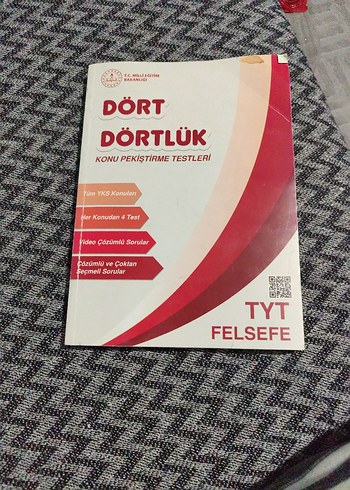 T.C. MİLLÎ EĞİTİM
BAKANLIĞI
DÖRT
DÖRTLÜK
KONU PEKİŞTİRME TESTLERİ
Tüm YKS Konuları
Her Konudan 4 Test
Video Çözümlü Sorular
Çözümlü ve Çoktan
Seçmeli Sorular
TYT
FELSEFE